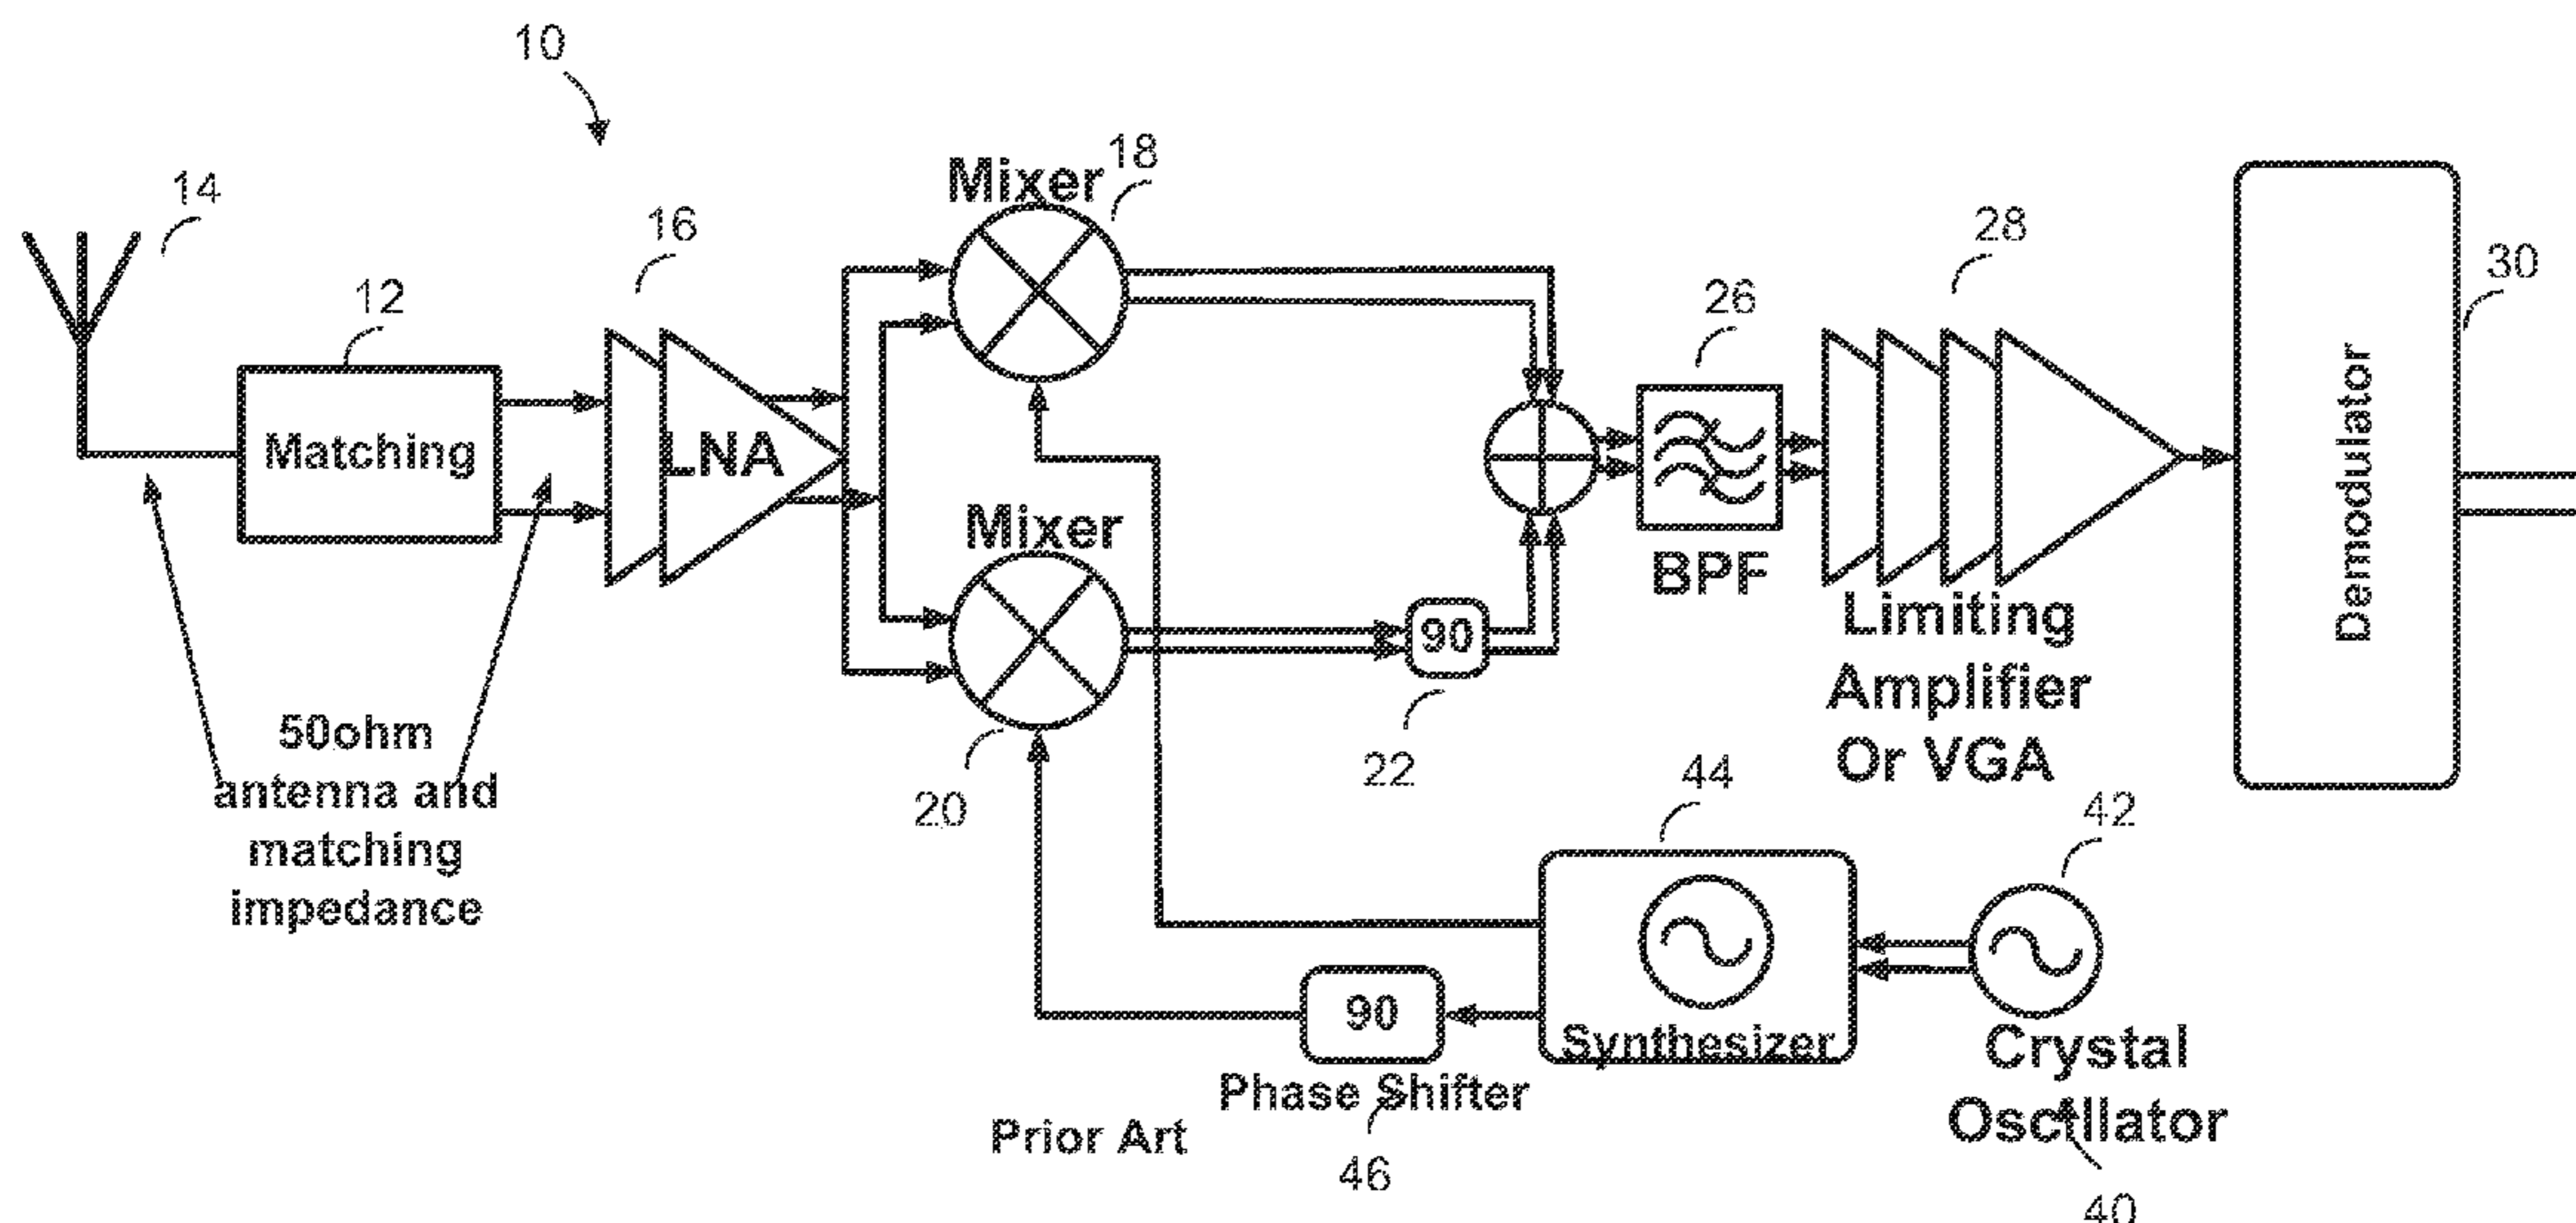 10
14
12
Matching
50ohm
antenna and
matching
impedance
16
LNA
Mixer
18
Mixer
20
90
22
26
BPF
28
Limiting
Amplifier
Or VGA
Demodulator
30
44
Synthesizer
42
Crystal
Oscillator
40
90
Phase Shifter
46
Prior Art